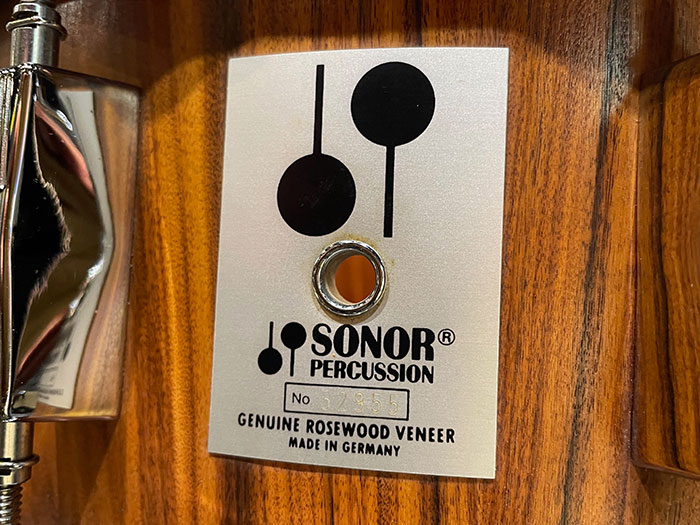 SONOR®
PERCUSSION
No
GENUINE ROSEWOOD VENEER
MADE IN GERMANY